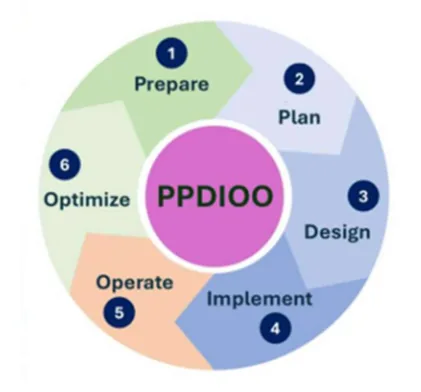 1
Prepare
2
Plan
3
Design
Implement
4
Operate
5
6
Optimize
PPDIOO